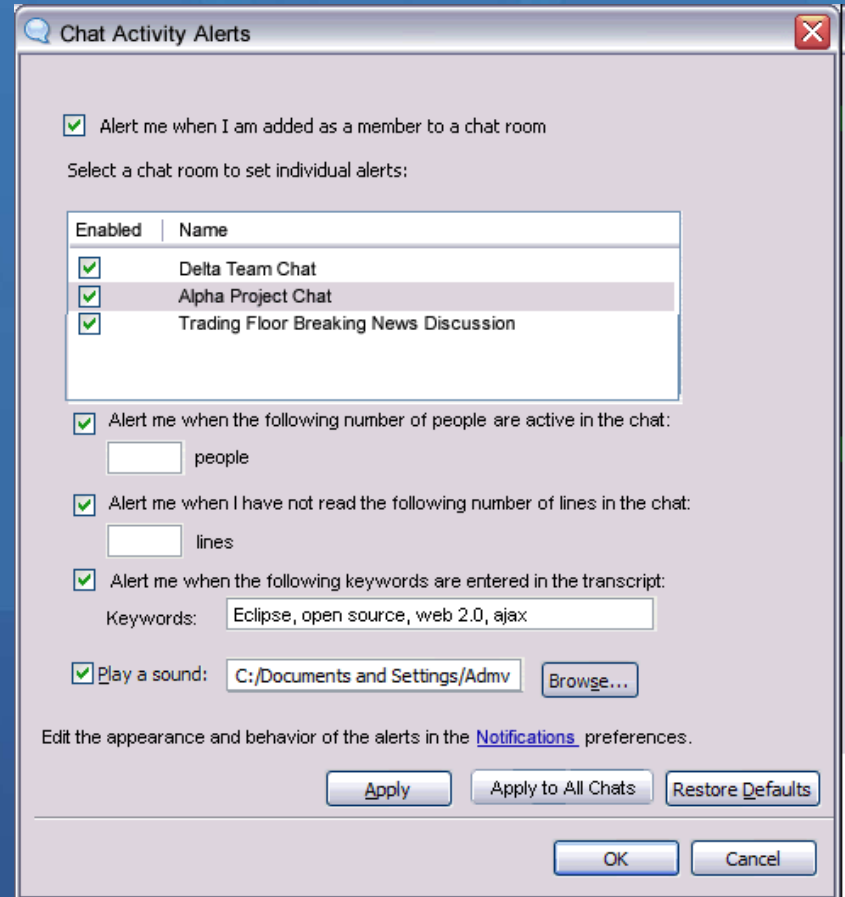 Chat Activity Alerts
Alert me when I am added as a member to a chat room
Select a chat room to set individual alerts:
Enabled Name
Delta Team Chat
Alpha Project Chat
Trading Floor Breaking News Discussion
Alert me when the following number of people are active in the chat:
people
Alert me when I have not read the following number of lines in the chat:
lines
Alert me when the following keywords are entered in the transcript:
Keywords: Eclipse, open source, web 2.0, ajax
Play a sound: C:/Documents and Settings/Admv Browse...
Edit the appearance and behavior of the alerts in the Notifications preferences.
Apply Apply to All Chats Restore Defaults
OK Cancel